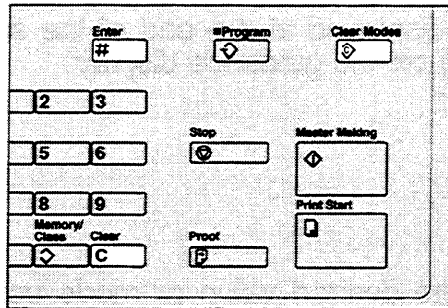 Enter ■Program Clear Modes
# C
2 3
Stop Master Making
5 6
8 9 Print Start
Memory/
Class Clear Proof
C P